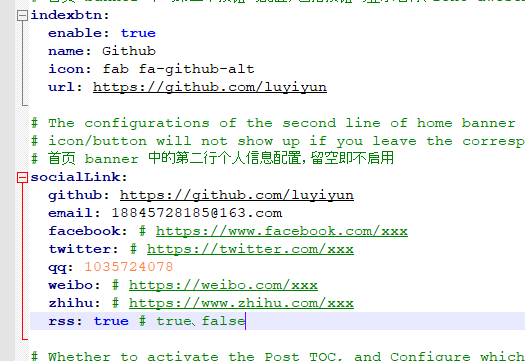 indexbtn:
enable: true
name: Github
icon: fab fa-github-alt
url: https://github.com/luyiyun
# The configurations of the second line of home banner
# icon/button will not show up if you leave the corresp
# 首页 banner 中的第二行个人信息配置,留空即不启用
socialLink:
github: https://github.com/luyiyun
email: 18845728185@163.com
facebook: # https://www.facebook.com/xxx
twitter: # https://twitter.com/xxx
qq: 1035724078
weibo: # https://weibo.com/xxx
zhihu: # https://www.zhihu.com/xxx
rss: true # true、false
# Whether to activate the Post TOC, and Configure which